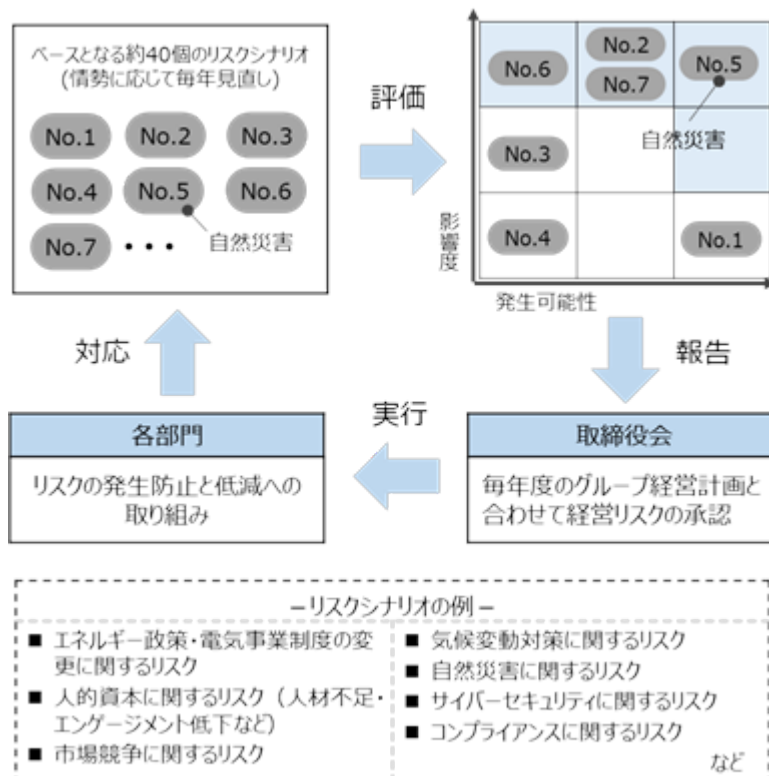 ベースとなる約40個のリスクシナリオ
(情勢に応じて毎年見直し)
No.1
No.2
No.3
No.4
No.5
No.6
No.7
・・・
自然災害
評価
No.6
No.2
No.7
No.5
自然災害
No.3
No.4
No.1
影響度
発生可能性
対応
報告
実行
各部門
リスクの発生防止と低減への
取り組み
取締役会
毎年度のグループ経営計画と
合わせて経営リスクの承認
－リスクシナリオの例－
■ エネルギー政策・電気事業制度の変
更に関するリスク
■ 人的資本に関するリスク（人材不足・
エンゲージメント低下など）
■ 市場競争に関するリスク
■ 気候変動対策に関するリスク
■ 自然災害に関するリスク
■ サイバーセキュリティに関するリスク
■ コンプライアンスに関するリスク
など